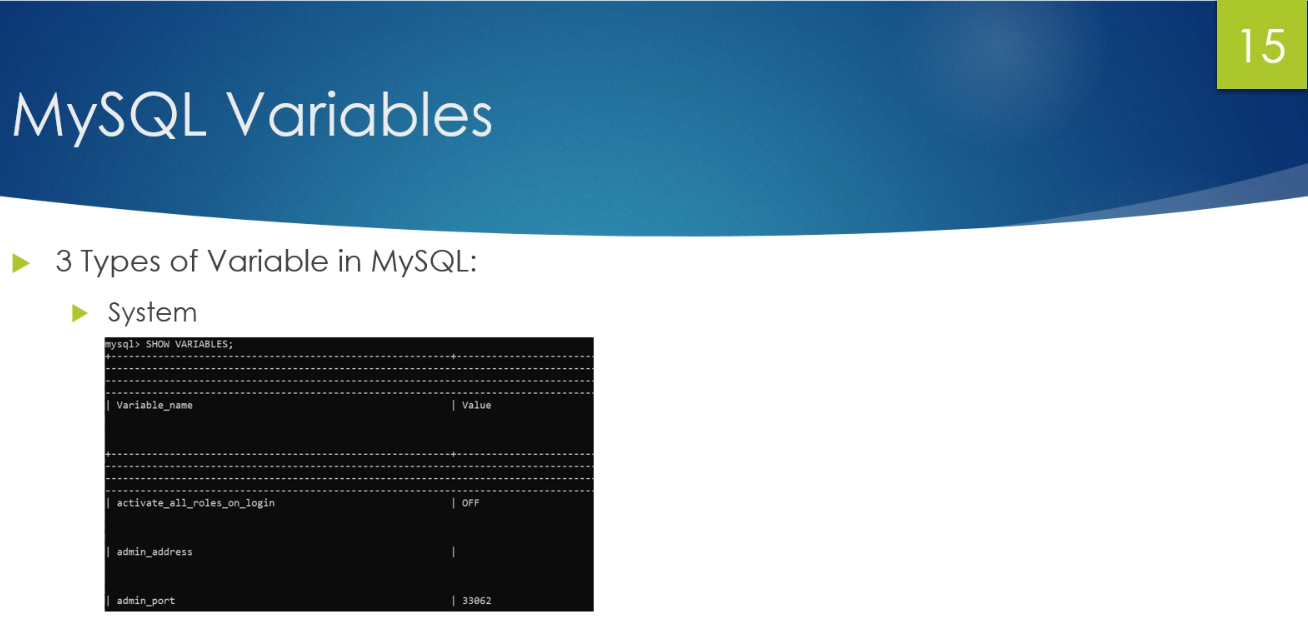 15
MySQL Variables
3 Types of Variable in MySQL:
System
mysql> SHOW VARIABLES;
+----------------------------------------------------------+-----------------------
-----------------------------------------------------------------------------------
-----------------------------------------------------------------------------------
-----------------------------------------------------------------------------------
| Variable_name | Value
+----------------------------------------------------------+-----------------------
-----------------------------------------------------------------------------------
-----------------------------------------------------------------------------------
-----------------------------------------------------------------------------------
| activate_all_roles_on_login | OFF
| admin_address |
| admin_port | 33062